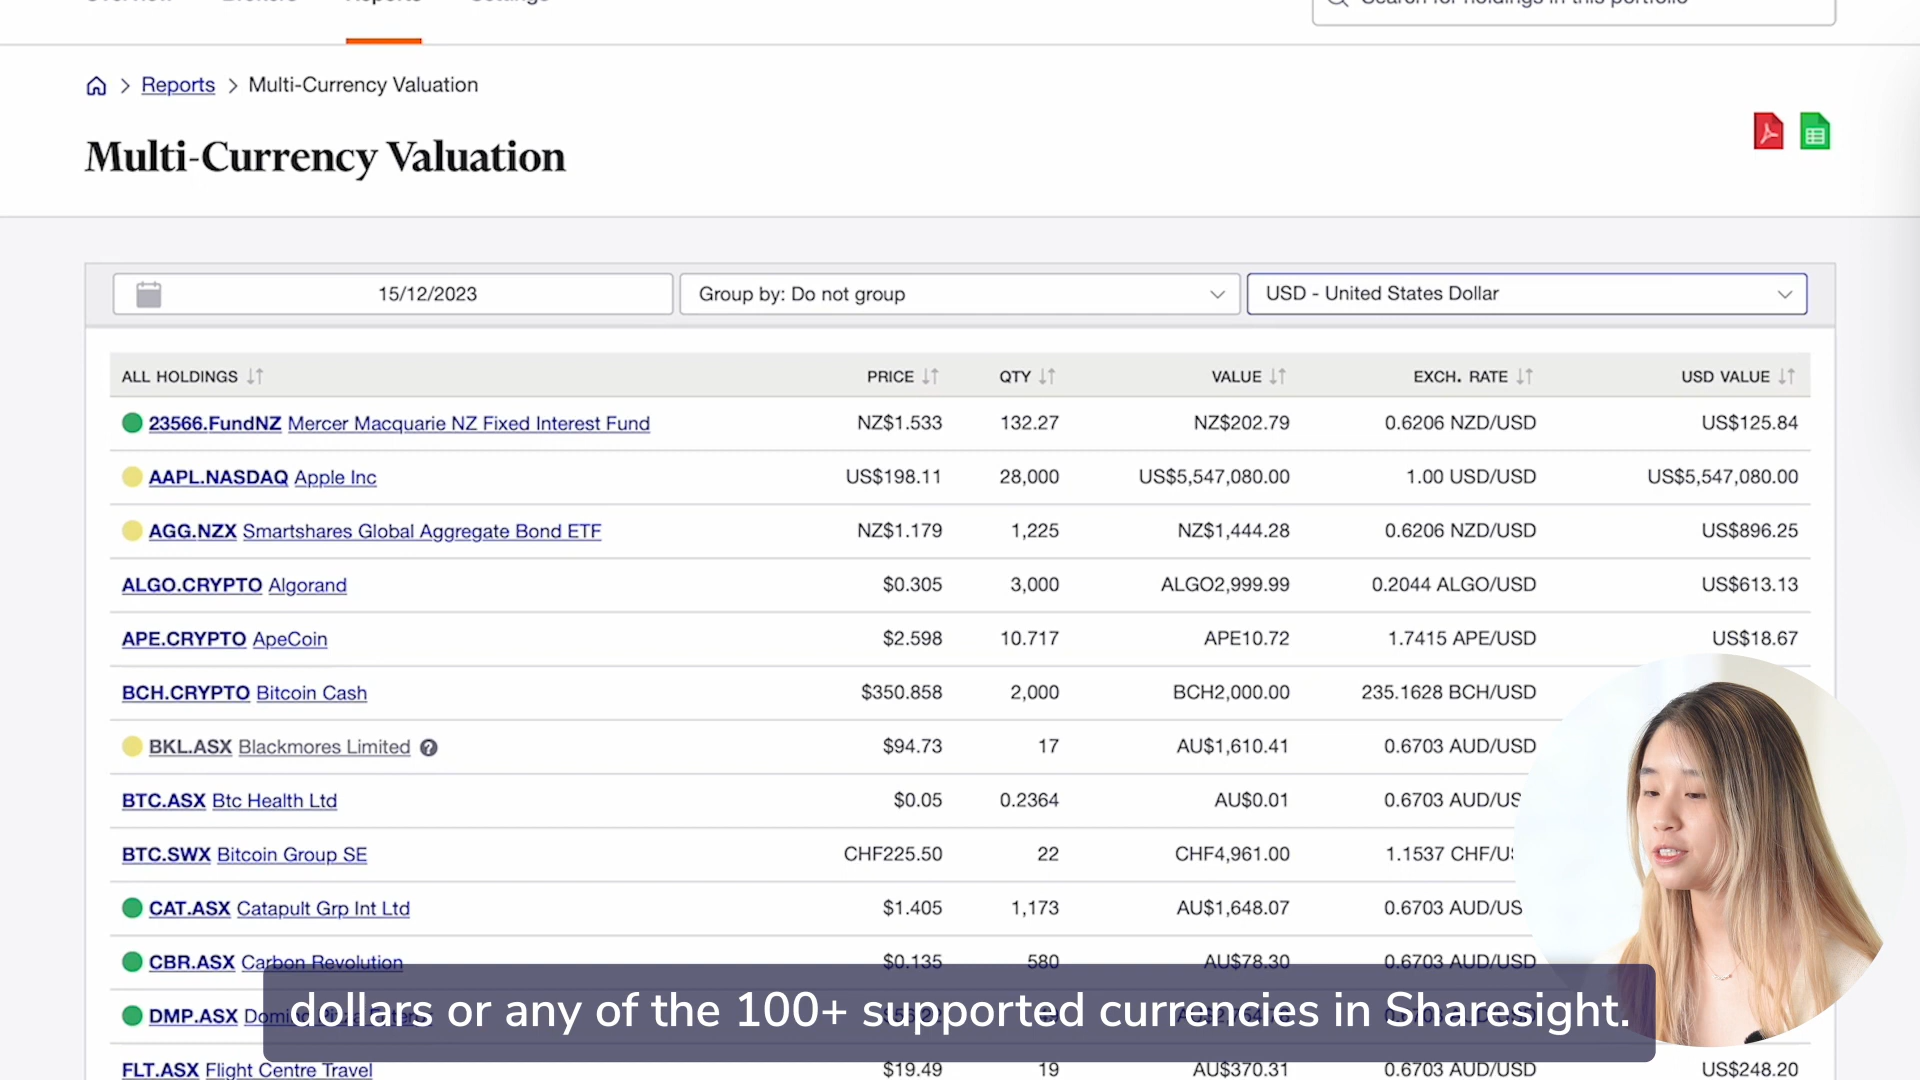 Reports > Multi-Currency Valuation
Multi-Currency Valuation
15/12/2023 Group by: Do not group USD - United States Dollar
ALL HOLDINGS PRICE QTY VALUE EXCH. RATE USD VALUE
23566.FundNZ Mercer Macquarie NZ Fixed Interest Fund NZ$1.533 132.27 NZ$202.79 0.6206 NZD/USD US$125.84
AAPL.NASDAQ Apple Inc US$198.11 28,000 US$5,547,080.00 1.00 USD/USD US$5,547,080.00
AGG.NZX Smartshares Global Aggregate Bond ETF NZ$1.179 1,225 NZ$1,444.28 0.6206 NZD/USD US$896.25
ALGO.CRYPTO Algorand $0.305 3,000 ALGO2,999.99 0.2044 ALGO/USD US$613.13
APE.CRYPTO ApeCoin $2.598 10.717 APE10.72 1.7415 APE/USD US$18.67
BCH.CRYPTO Bitcoin Cash $350.858 2,000 BCH2,000.00 235.1628 BCH/USD
BKL.ASX Blackmores Limited ? $94.73 17 AU$1,610.41 0.6703 AUD/USD
BTC.ASX Btc Health Ltd $0.05 0.2364 AU$0.01 0.6703 AUD/US
BTC.SWX Bitcoin Group SE CHF225.50 22 CHF4,961.00 1.1537 CHF/U
CAT.ASX Catapult Grp Int Ltd $1.405 1,173 AU$1,648.07 0.6703 AUD/US
CBR.ASX Carbon Revolution $0.135 580 AU$78.30 0.6703 AUD/USD
DMP.ASX
dollars or any of the 100+ supported currencies in Sharesight.
FLT.ASX Flight Centre Travel $19.49 19 AU$370.31 0.6703 AUD/USD US$248.20